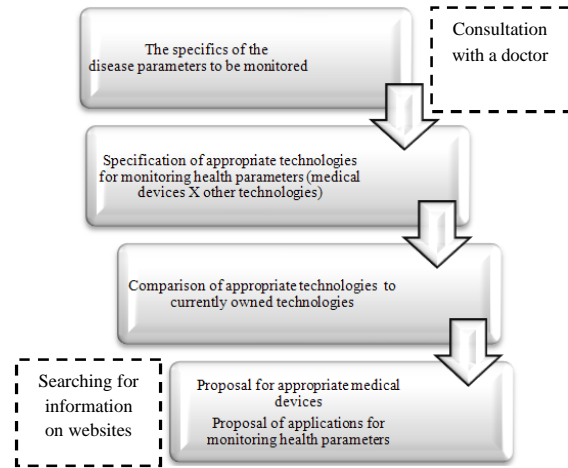 The specifics of the
disease parameters to be monitored
Consultation
with a doctor
Specification of appropriate technologies
for monitoring health parameters (medical
devices X other technologies)
Comparison of appropriate technologies to
currently owned technologies
Searching for
information
on websites
Proposal for appropriate medical
devices
Proposal of applications for
monitoring health parameters